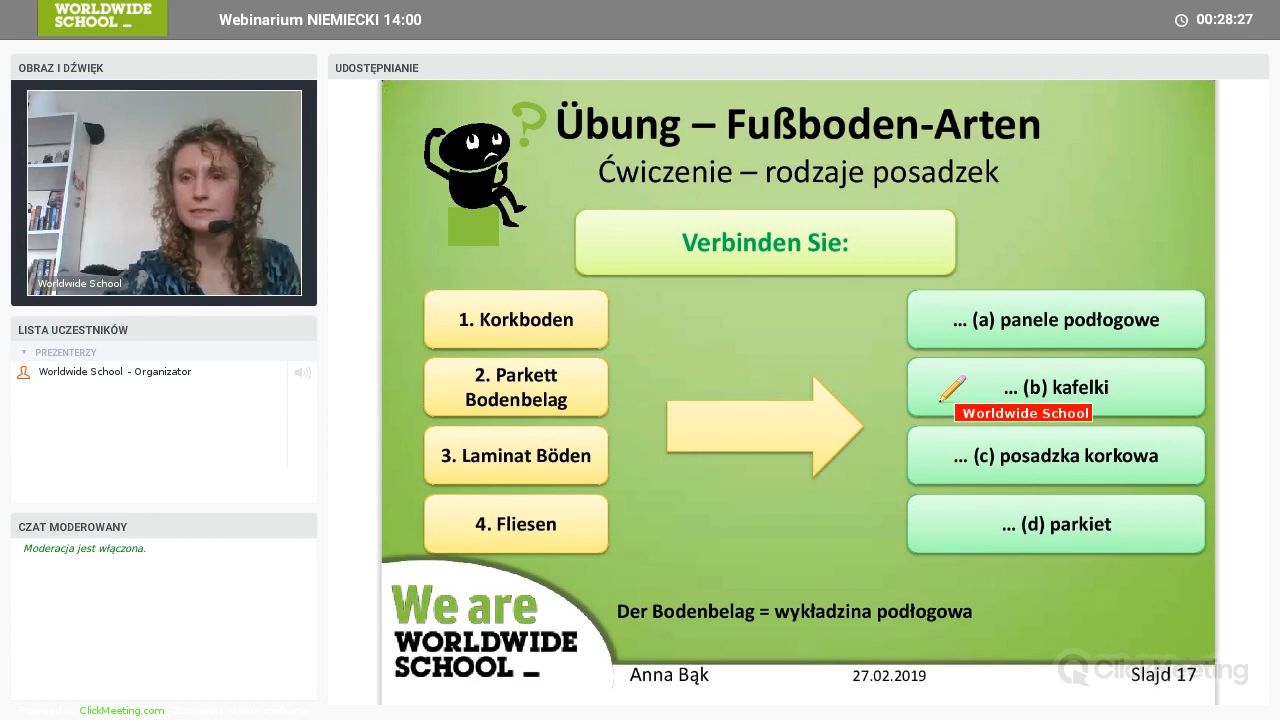 WORLDWIDE
SCHOOL _
Webinarium NIEMIECKI 14:00
00:28:27
OBRAZ I DŹWIĘK
Worldwide School
LISTA UCZESTNIKÓW
PREZENTERZY
Worldwide School - Organizator
CZAT MODEROWANY
Moderacja jest włączona.
ClickMeeting.com
UDOSTĘPNIANIE
Übung – Fußboden-Arten
Ćwiczenie – rodzaje posadzek
Verbinden Sie:
1. Korkboden
2. Parkett
Bodenbelag
3. Laminat Böden
4. Fliesen
... (a) panele podłogowe
... (b) kafelki
Worldwide School
... (c) posadzka korkowa
... (d) parkiet
Der Bodenbelag = wykładzina podłogowa
We are
WORLDWIDE
SCHOOL _
Anna Bąk
27.02.2019
Slajd 17
ClickMeeting